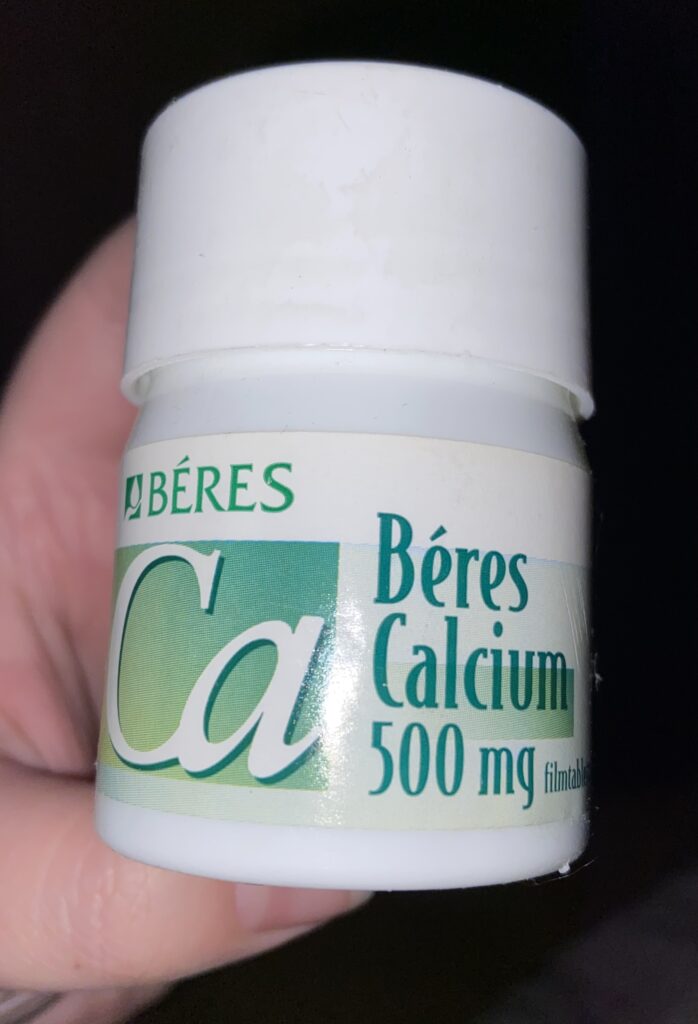 BÉRES
Ca
Béres
Calcium
500 mg